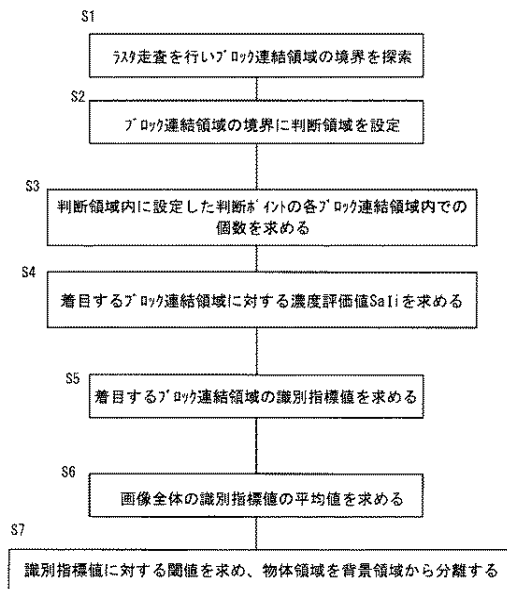 S1
ﾗｽﾀ走査を行いﾌﾞﾛｯｸ連結領域の境界を探索
S2
ﾌﾞﾛｯｸ連結領域の境界に判断領域を設定
S3
判断領域内に設定した判断ﾎﾟｲﾝﾄの各ﾌﾞﾛｯｸ連結領域内での
個数を求める
S4
着目するﾌﾞﾛｯｸ連結領域に対する濃度評価値SaIiを求める
S5
着目するﾌﾞﾛｯｸ連結領域の識別指標値を求める
S6
画像全体の識別指標値の平均値を求める
S7
識別指標値に対する閾値を求め、物体領域を背景領域から分離する